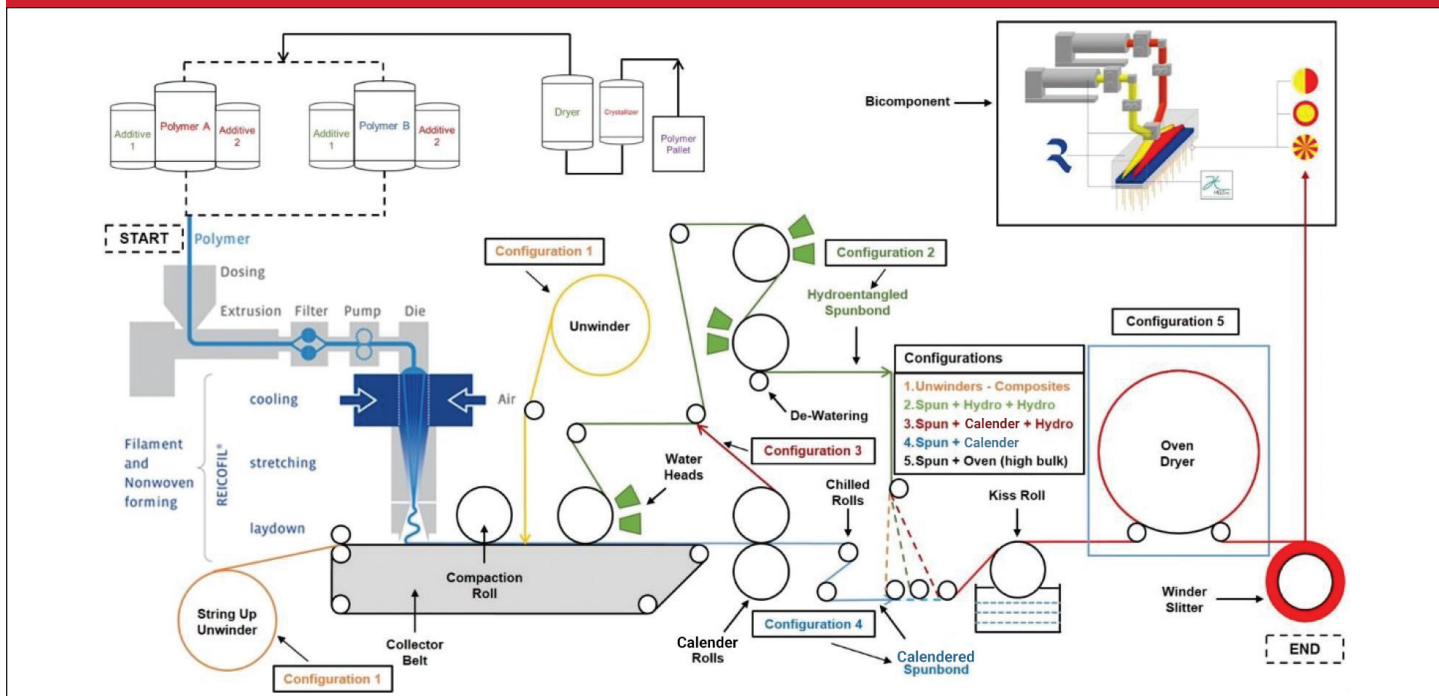 Additive
1
Polymer A
Additive
2
Additive
1
Polymer B
Additive
2
Dryer
Crystallizer
Polymer
Pallet
Bicomponent
START
Polymer
Dosing
Extrusion
Filter
Pump
Die
cooling
Air
Filament
and
Nonwoven
forming
REICOFIL®
stretching
laydown
Configuration 1
Unwinder
Configuration 2
Hydroentangled
Spunbond
De-Watering
Configuration 3
Water
Heads
Configurations
1.Unwinders - Composites
2.Spun + Hydro + Hydro
3.Spun + Calender + Hydro
4.Spun + Calender
5.Spun + Oven (high bulk)
Configuration 5
Oven
Dryer
Chilled
Rolls
Kiss Roll
Compaction
Roll
String Up
Unwinder
Collector
Belt
Calender
Rolls
Configuration 4
Calendered
Spunbond
Winder
Slitter
END
Configuration 1